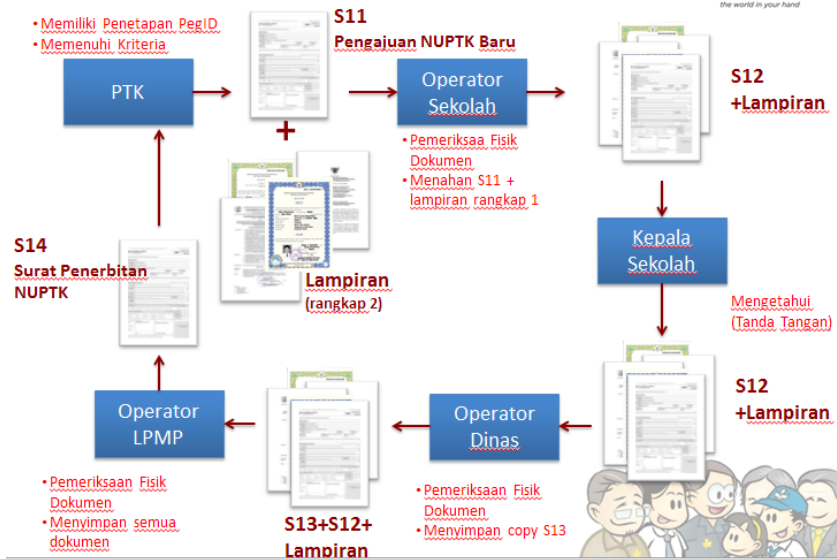 the world in your hand
• Memiliki Penetapan PegID
• Memenuhi Kriteria
PTK
S11
Pengajuan NUPTK Baru
+
Lampiran
(rangkap 2)
Operator
Sekolah
• Pemeriksaa Fisik
Dokumen
• Menahan S11 +
lampiran rangkap 1
S12
+Lampiran
Kepala
Sekolah
Mengetahui
(Tanda Tangan)
S12
+Lampiran
Operator
Dinas
• Pemeriksaan Fisik
Dokumen
• Menyimpan copy S13
S13+S12+
Lampiran
Operator
LPMP
• Pemeriksaan Fisik
Dokumen
• Menyimpan semua
dokumen
S14
Surat Penerbitan
NUPTK